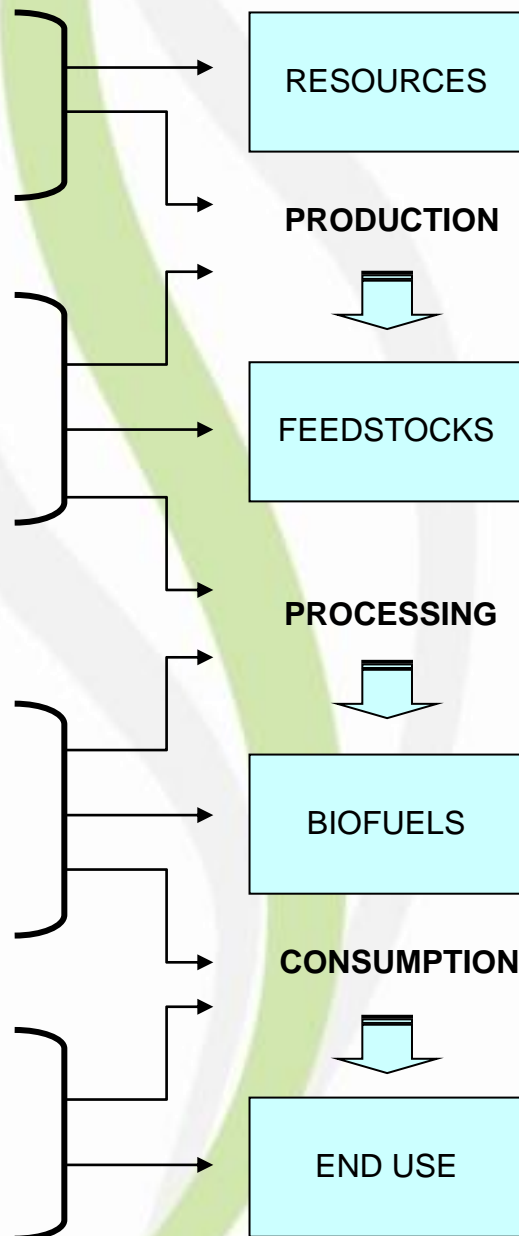 RESOURCES
PRODUCTION
FEEDSTOCKS
PROCESSING
BIOFUELS
CONSUMPTION
END USE